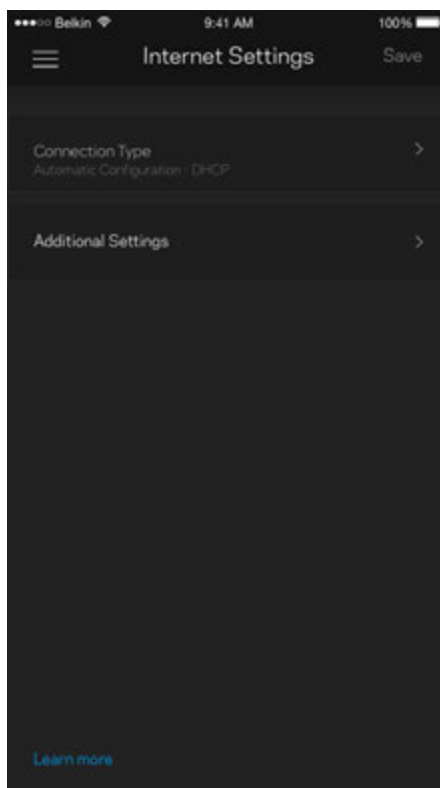 Belkin 9:41 AM 100%
Internet Settings Save
Connection Type
Automatic Configuration - DHCP
Additional Settings
Learn more